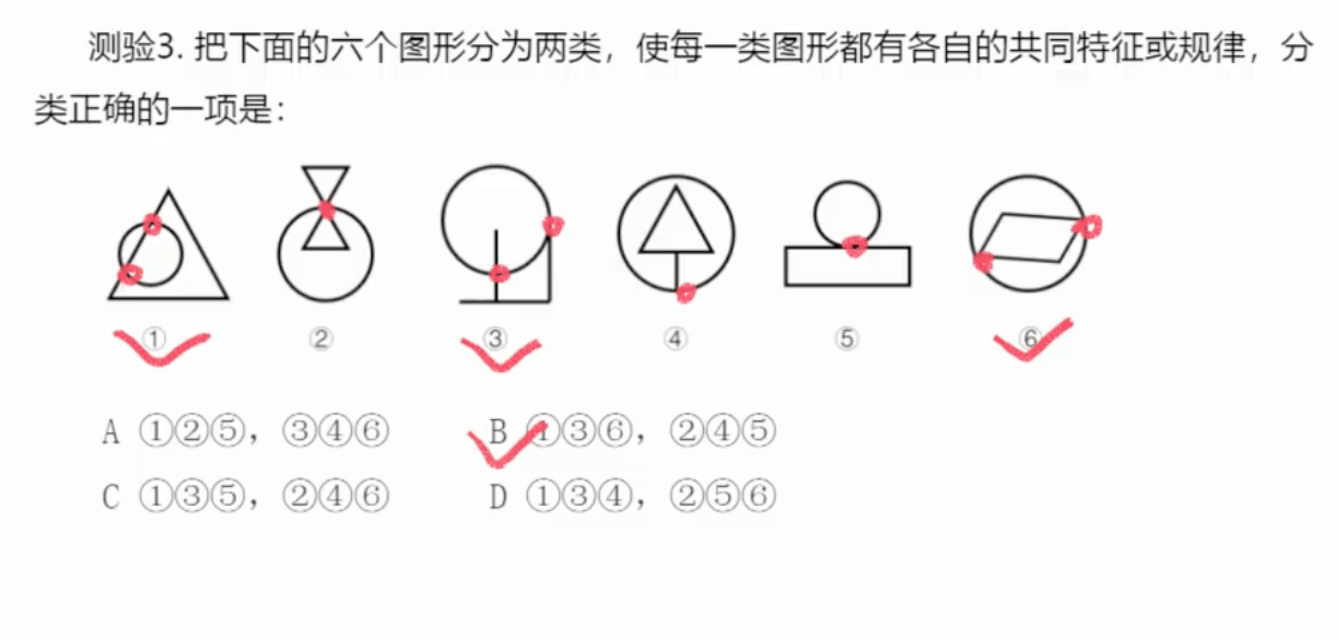 测验3. 把下面的六个图形分为两类，使每一类图形都有各自的共同特征或规律，分
类正确的一项是：
① ② ③ ④ ⑤ ⑥
A ①②⑤，③④⑥ B ①③⑥，②④⑤
C ①③⑤，②④⑥ D ①③④，②⑤⑥